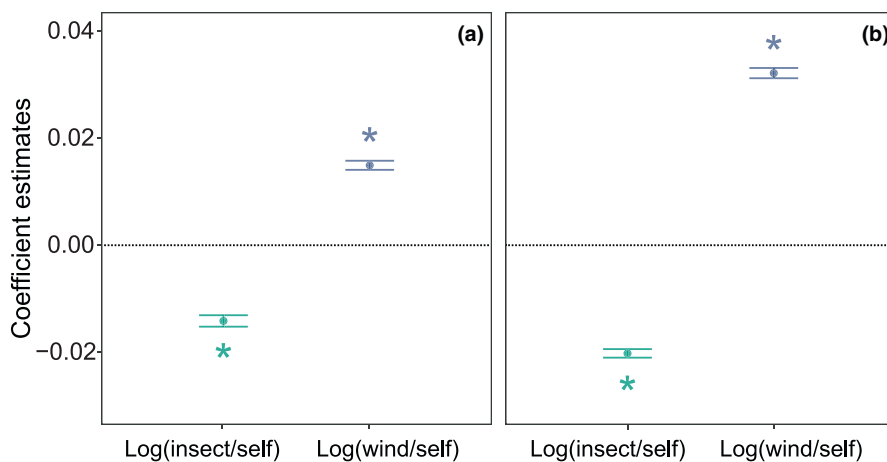 (a)
(b)
Coefficient estimates
0.04
0.02
0.00
−0.02
*
*
*
*
Log(insect/self)
Log(wind/self)
Log(insect/self)
Log(wind/self)